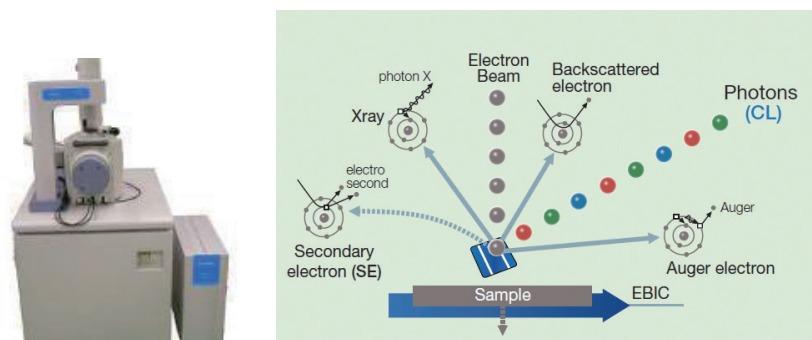 Electron
Beam
photon X
Xray
Backscattered
electron
Photons
(CL)
electro
second
Secondary
electron (SE)
Auger
Auger electron
Sample
EBIC